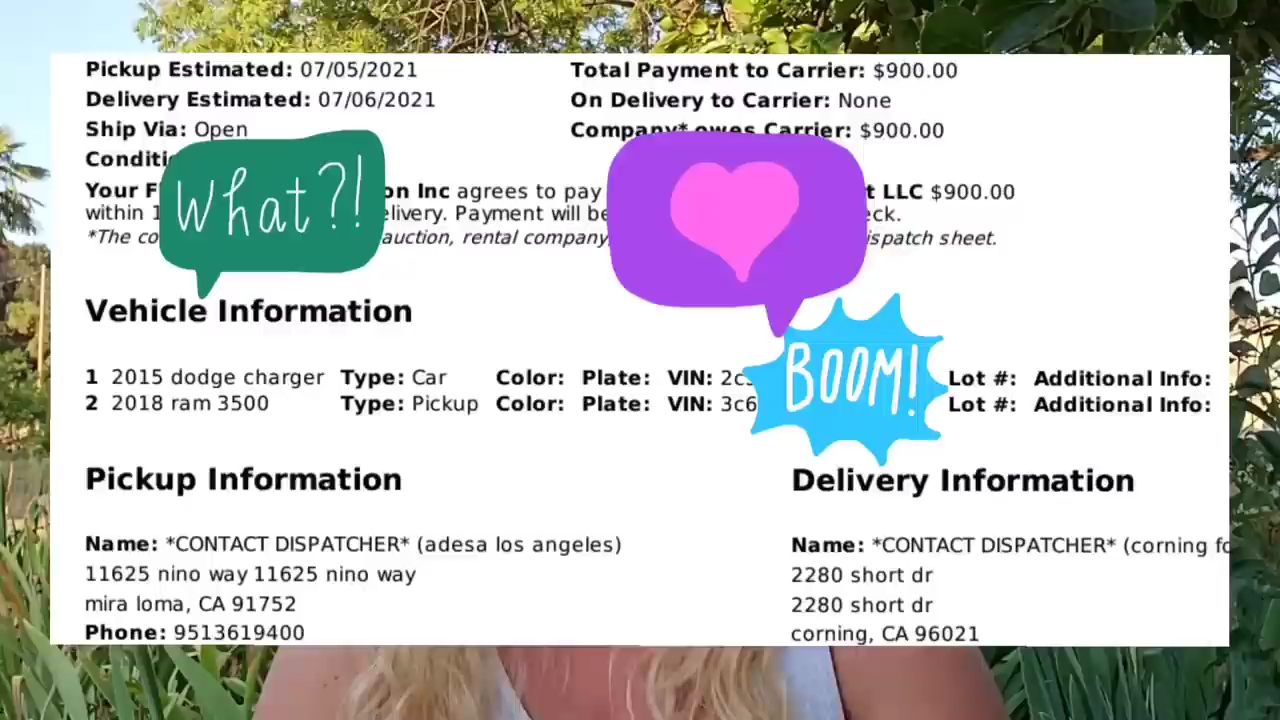 Pickup Estimated: 07/05/2021 Total Payment to Carrier: $900.00
Delivery Estimated: 07/06/2021 On Delivery to Carrier: None
Ship Via: Open Company* owes Carrier: $900.00
What?!
Your on Inc agrees to pay LLC $900.00
within Payment will be
*The auction, rental company, sheet.
Vehicle Information
BOOM!
1 2015 dodge charger Type: Car Color: Plate: VIN: Lot #: Additional Info:
2 2018 ram 3500 Type: Pickup Color: Plate: VIN: 3c6 Lot #: Additional Info:
Pickup Information Delivery Information
Name: *CONTACT DISPATCHER* (adesa los angeles) Name: *CONTACT DISPATCHER* (corning
11625 nino way 11625 nino way 2280 short dr
mira loma, CA 91752 2280 short dr
Phone: 9513619400 corning, CA 96021